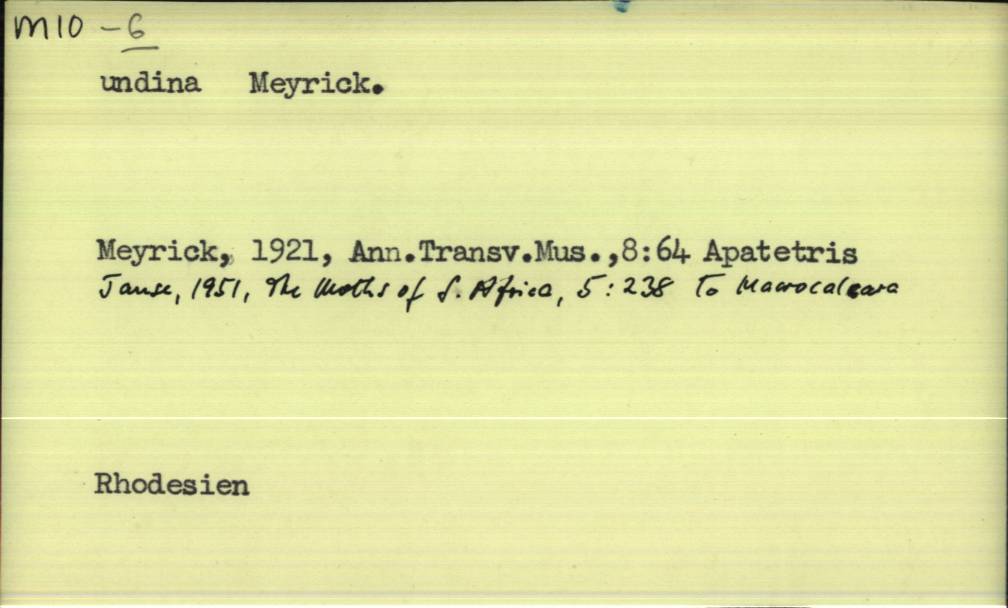 M10 - 6
undina Meyrick.
Meyrick, 1921, Ann.Transv.Mus.,8:64 Apatetris
Janse, 1951, The Moths of S. Africa, 5:238 To Macrocalcara
Rhodesien